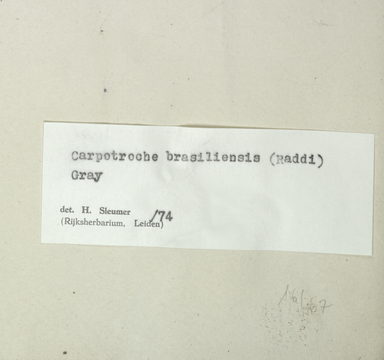 Carpotroche brasiliensis (Raddi)
Gray
det. H. Sleumer /74
(Rijksherbarium, Leiden)